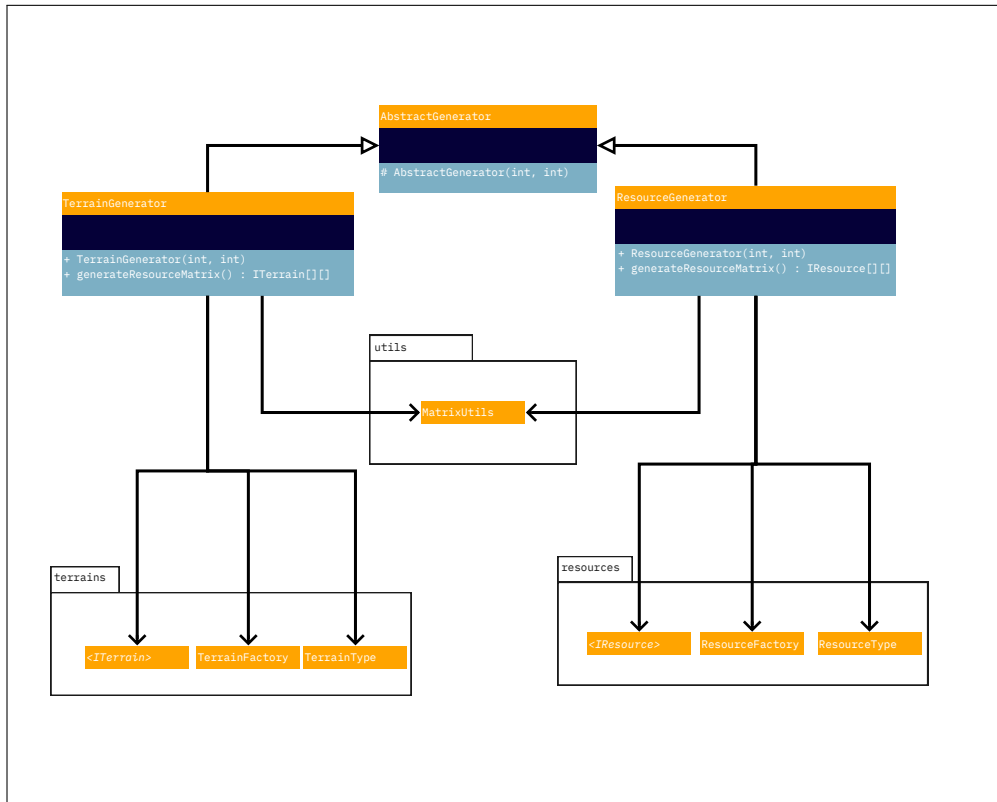 AbstractGenerator
# AbstractGenerator(int, int)
TerrainGenerator
+ TerrainGenerator(int, int)
+ generateResourceMatrix() : ITerrain[][]
ResourceGenerator
+ ResourceGenerator(int, int)
+ generateResourceMatrix() : IResource[][]
utils
MatrixUtils
terrains
<ITerrain>
TerrainFactory
TerrainType
resources
<IResource>
ResourceFactory
ResourceType